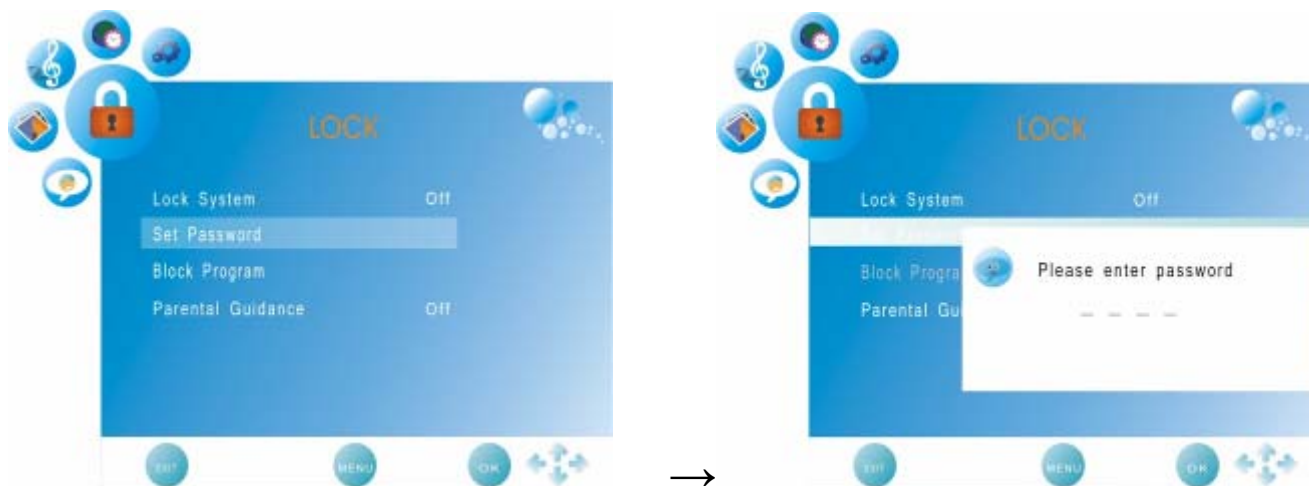 LOCK
Lock System Off
Set Password
Block Program
Parental Guidance Off
EXIT MENU OK
→
LOCK
Lock System Off
Block Progra
Please enter password
Parental Gui
_ _ _ _
EXIT MENU OK